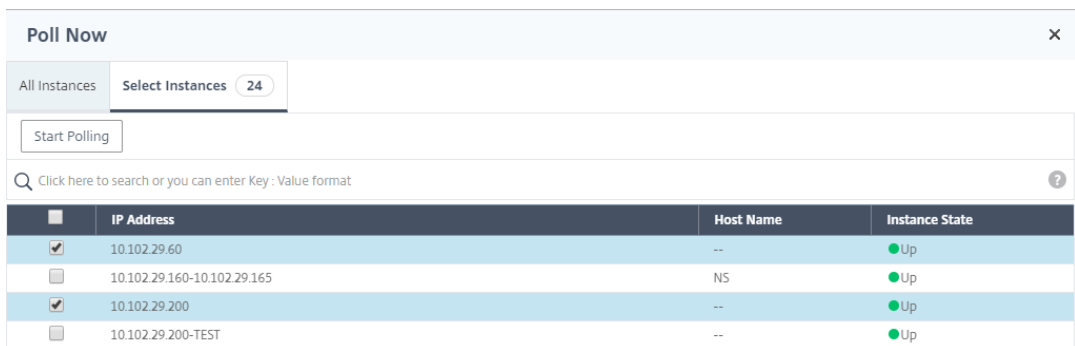 Poll Now
All Instances Select Instances 24
Start Polling
Click here to search or you can enter Key : Value format
IP Address Host Name Instance State
10.102.29.60 -- Up
10.102.29.160-10.102.29.165 NS Up
10.102.29.200 -- Up
10.102.29.200-TEST -- Up